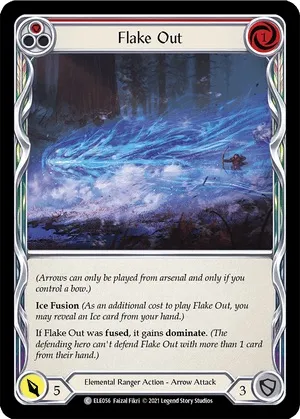 1
Flake Out
1
(Arrows can only be played from arsenal and only if
you control a bow.)
Ice Fusion (As an additional cost to play Flake Out, you
may reveal an Ice card from your hand.)
If Flake Out was fused, it gains dominate. (The
defending hero can't defend Flake Out with more than 1 card
from their hand.)
5
Elemental Ranger Action - Arrow Attack
3
C ELE056 Faizal Fikri © 2021 Legend Story Studios